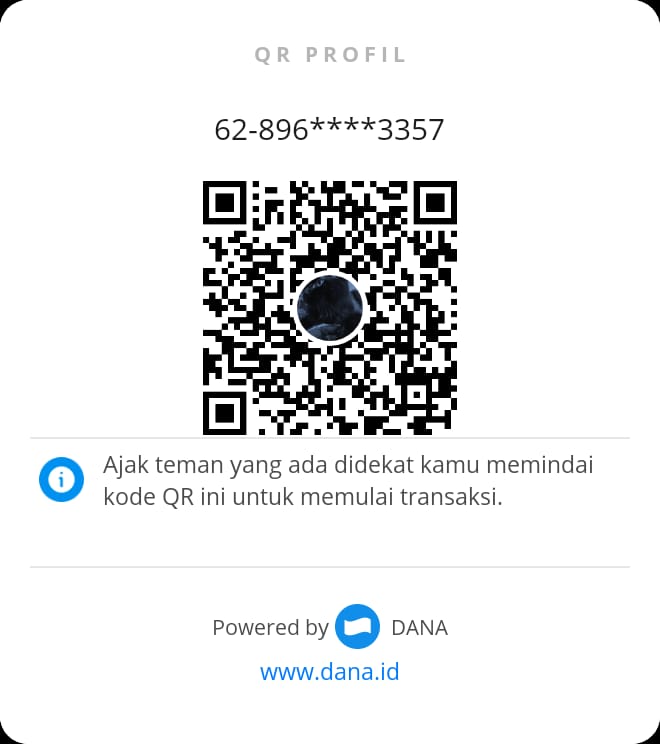 QR PROFIL
62-896****3357
Ajak teman yang ada didekat kamu memindai
kode QR ini untuk memulai transaksi.
Powered by DANA
www.dana.id